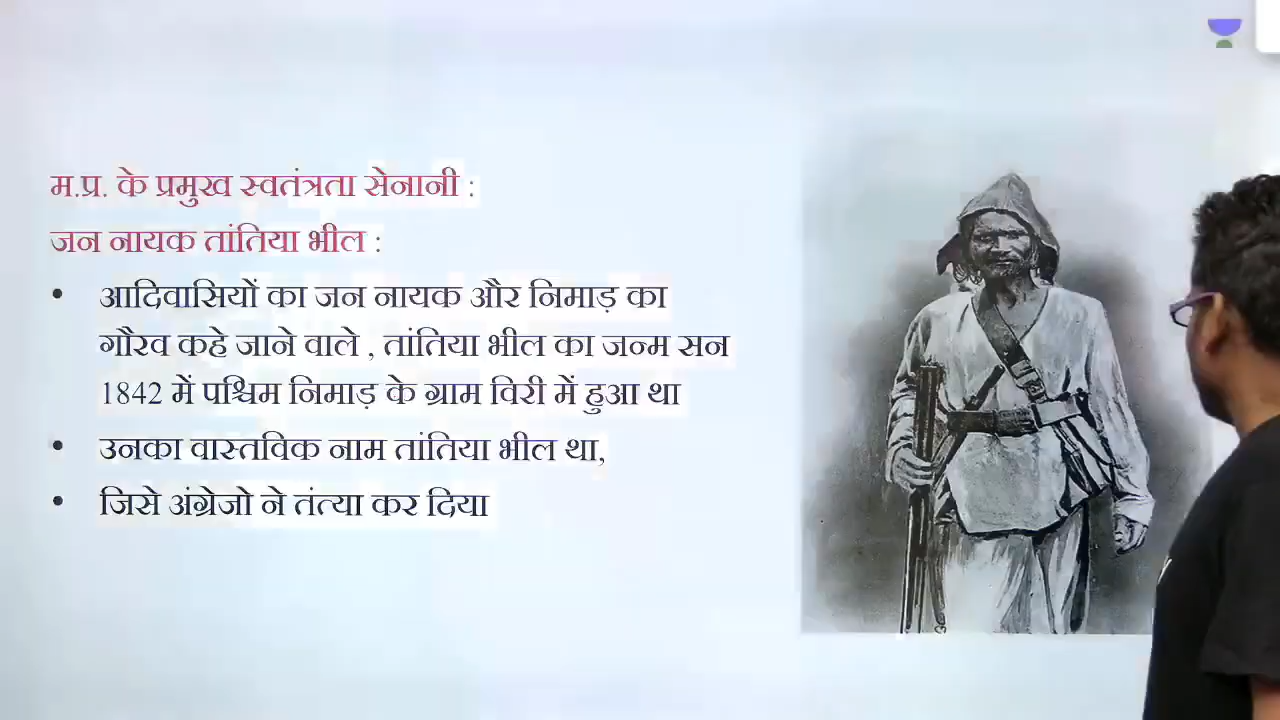 म.प्र. के प्रमुख स्वतंत्रता सेनानी :
जन नायक तांतिया भील :
• आदिवासियों का जन नायक और निमाड़ का
गौरव कहे जाने वाले , तांतिया भील का जन्म सन
1842 में पश्चिम निमाड़ के ग्राम विरी में हुआ था
• उनका वास्तविक नाम तांतिया भील था,
• जिसे अंग्रेजो ने तंत्या कर दिया